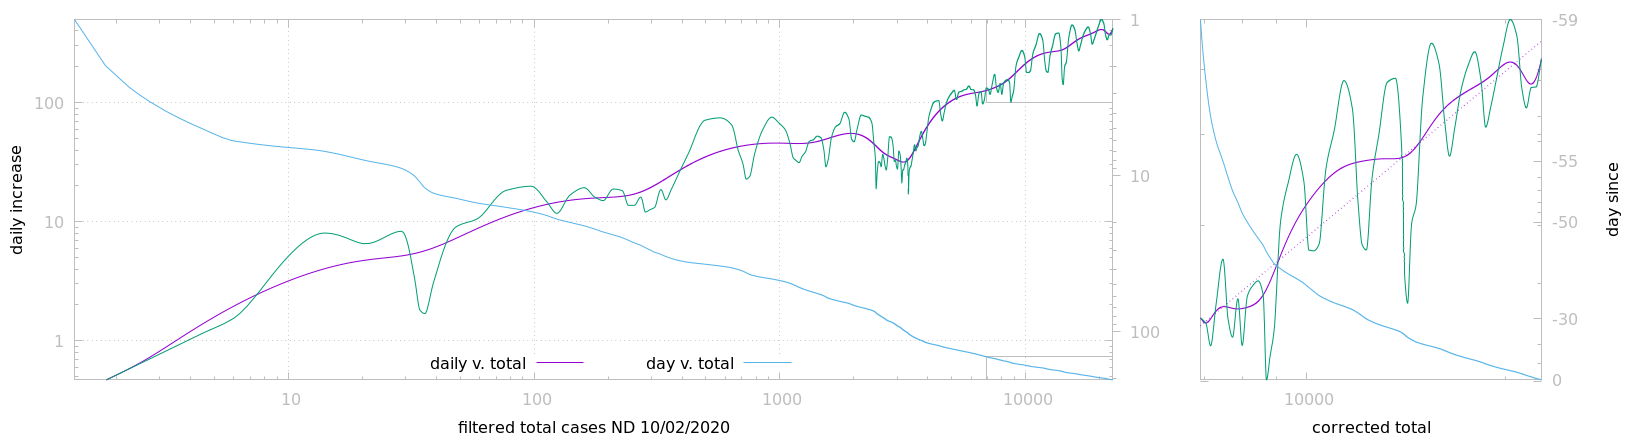 daily increase
100
10
1
10
100
1000
10000
1
10
100
daily v. total
day v. total
filtered total cases ND 10/02/2020
10000
-59
-55
-50
-30
0
day since
corrected total